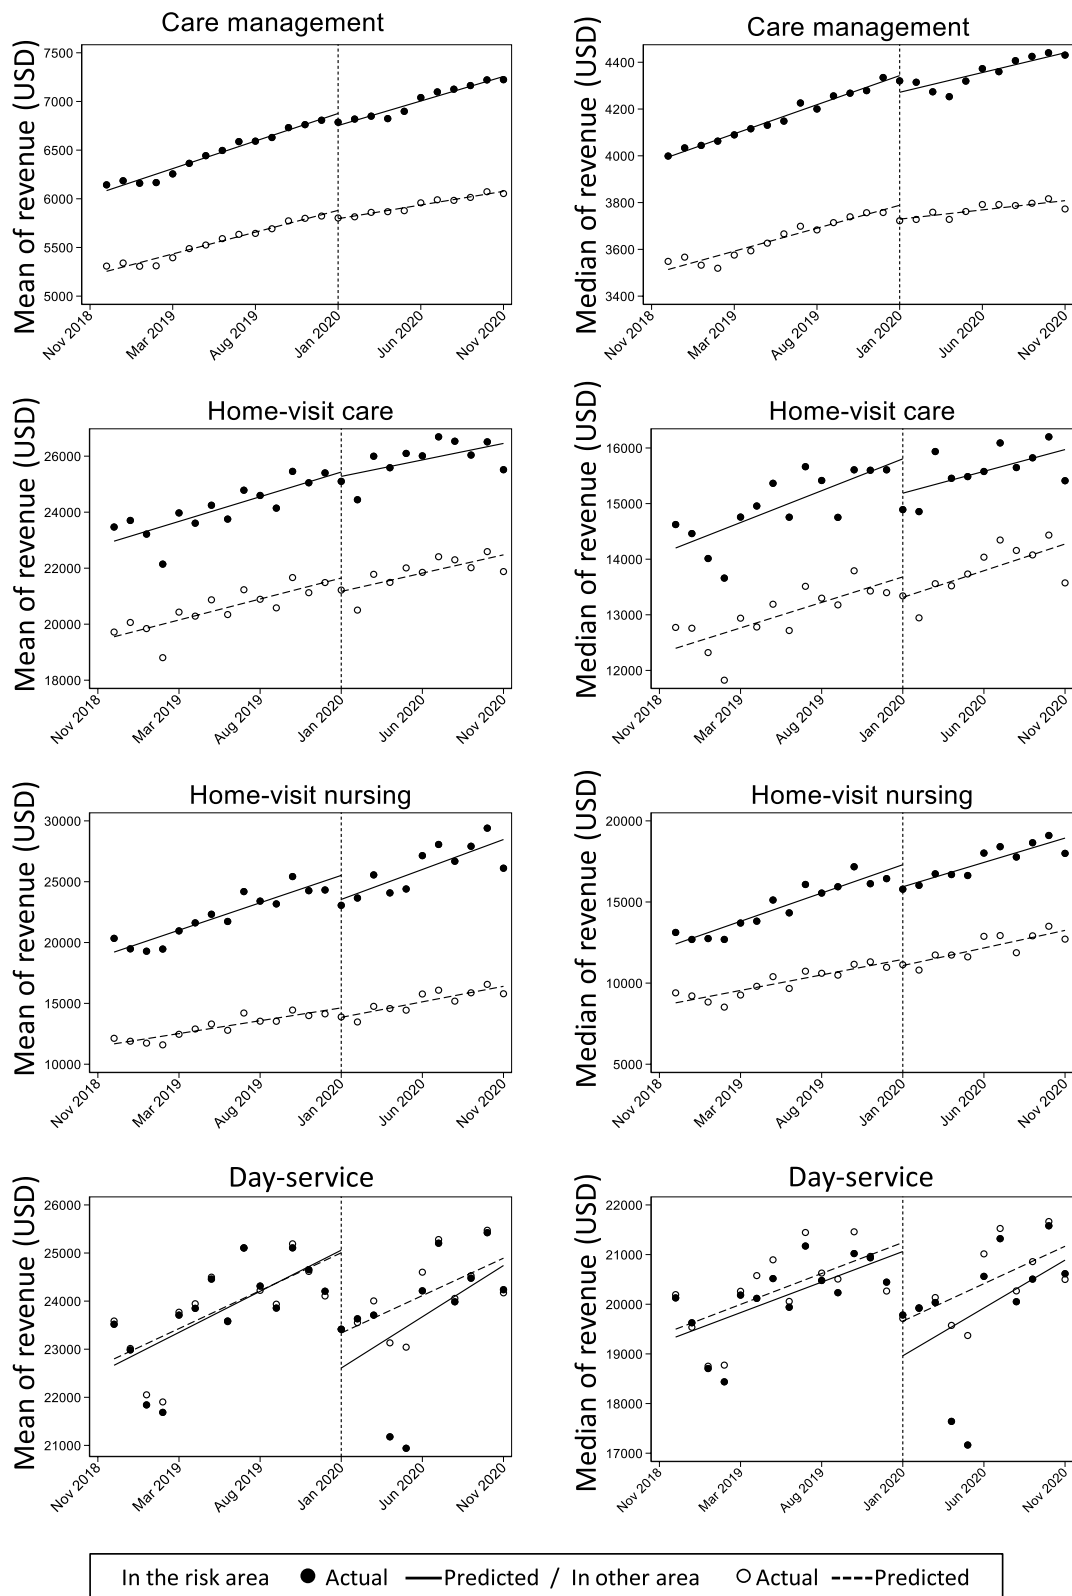 Care management
Mean of revenue (USD)
7500
7000
6500
6000
5500
5000
Nov 2018
Mar 2019
Aug 2019
Jan 2020
Jun 2020
Nov 2020
Care management
Median of revenue (USD)
4400
4200
4000
3800
3600
3400
Nov 2018
Mar 2019
Aug 2019
Jan 2020
Jun 2020
Nov 2020
Home-visit care
Mean of revenue (USD)
26000
24000
22000
20000
18000
Nov 2018
Mar 2019
Aug 2019
Jan 2020
Jun 2020
Nov 2020
Home-visit care
Median of revenue (USD)
16000
15000
14000
13000
12000
Nov 2018
Mar 2019
Aug 2019
Jan 2020
Jun 2020
Nov 2020
Home-visit nursing
Mean of revenue (USD)
30000
25000
20000
15000
10000
Nov 2018
Mar 2019
Aug 2019
Jan 2020
Jun 2020
Nov 2020
Home-visit nursing
Median of revenue (USD)
20000
15000
10000
5000
Nov 2018
Mar 2019
Aug 2019
Jan 2020
Jun 2020
Nov 2020
Day-service
Mean of revenue (USD)
26000
25000
24000
23000
22000
21000
Nov 2018
Mar 2019
Aug 2019
Jan 2020
Jun 2020
Nov 2020
Day-service
Median of revenue (USD)
22000
21000
20000
19000
18000
17000
Nov 2018
Mar 2019
Aug 2019
Jan 2020
Jun 2020
Nov 2020
In the risk area Actual Predicted / In other area Actual Predicted